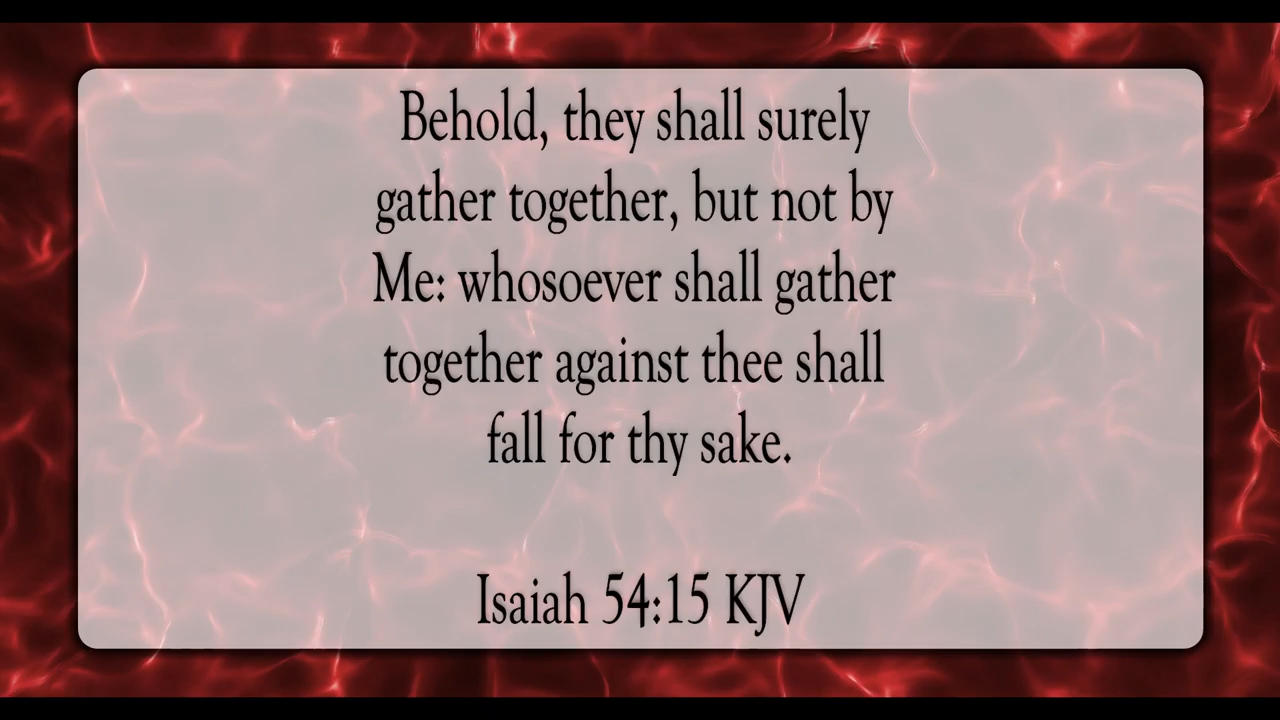 Behold, they shall surely
gather together, but not by
Me: whosoever shall gather
together against thee shall
fall for thy sake.
Isaiah 54:15 KJV